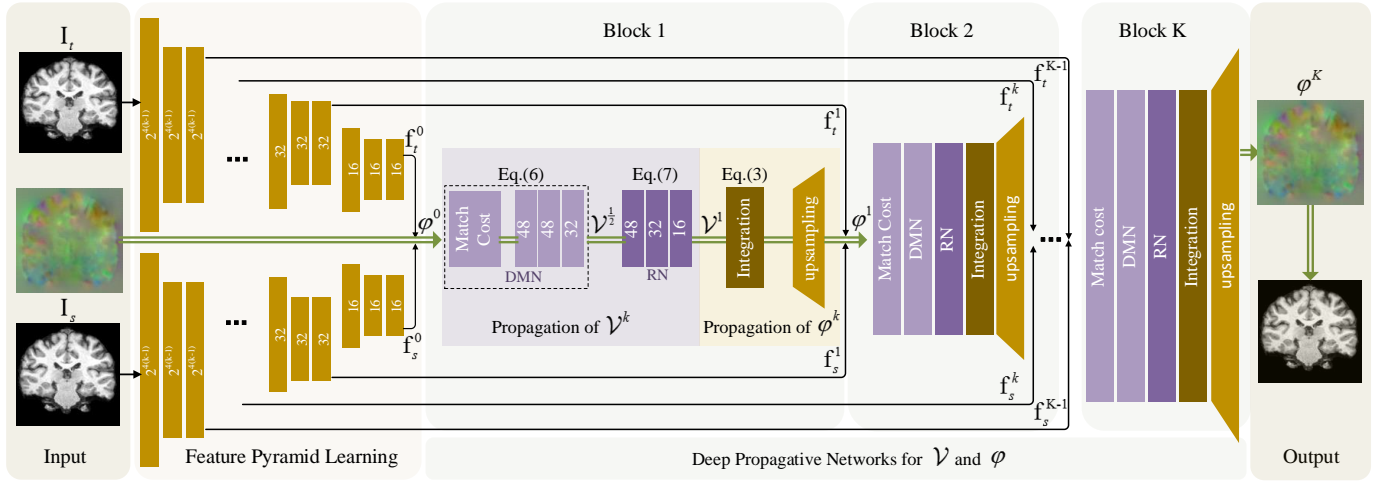 Block 1
Block 2
Block K
I_t
2^{4(k-1)}
2^{4(k-1)}
2^{4(k-1)}
...
32
32
32
16
16
16
f_t^0
f_t^1
f_t^k
f_t^{K-1}
φ^K
Eq.(6)
Eq.(7)
Eq.(3)
φ^0
Match
Cost
48
48
32
DMN
𝒱^{1/2}
48
32
16
RN
𝒱^1
Integration
upsampling
φ^1
Match Cost
DMN
RN
Integration
upsampling
...
Match cost
DMN
RN
Integration
upsampling
Propagation of 𝒱^k
Propagation of φ^k
I_s
2^{4(k-1)}
2^{4(k-1)}
2^{4(k-1)}
...
32
32
32
16
16
16
f_s^0
f_s^1
f_s^k
f_s^{K-1}
Input
Feature Pyramid Learning
Deep Propagative Networks for 𝒱 and φ
Output